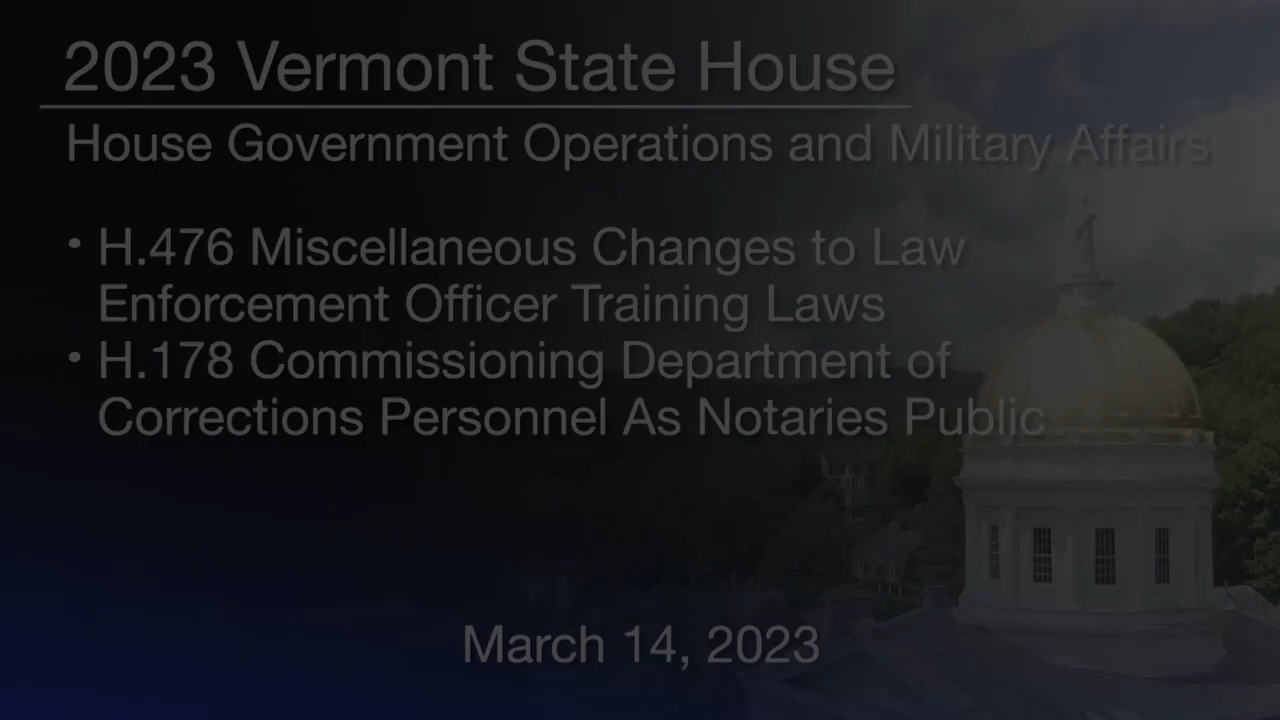 2023 Vermont State House
House Government Operations and Military Affairs
• H.476 Miscellaneous Changes to Law
Enforcement Officer Training Laws
• H.178 Commissioning Department of
Corrections Personnel As Notaries Public
March 14, 2023